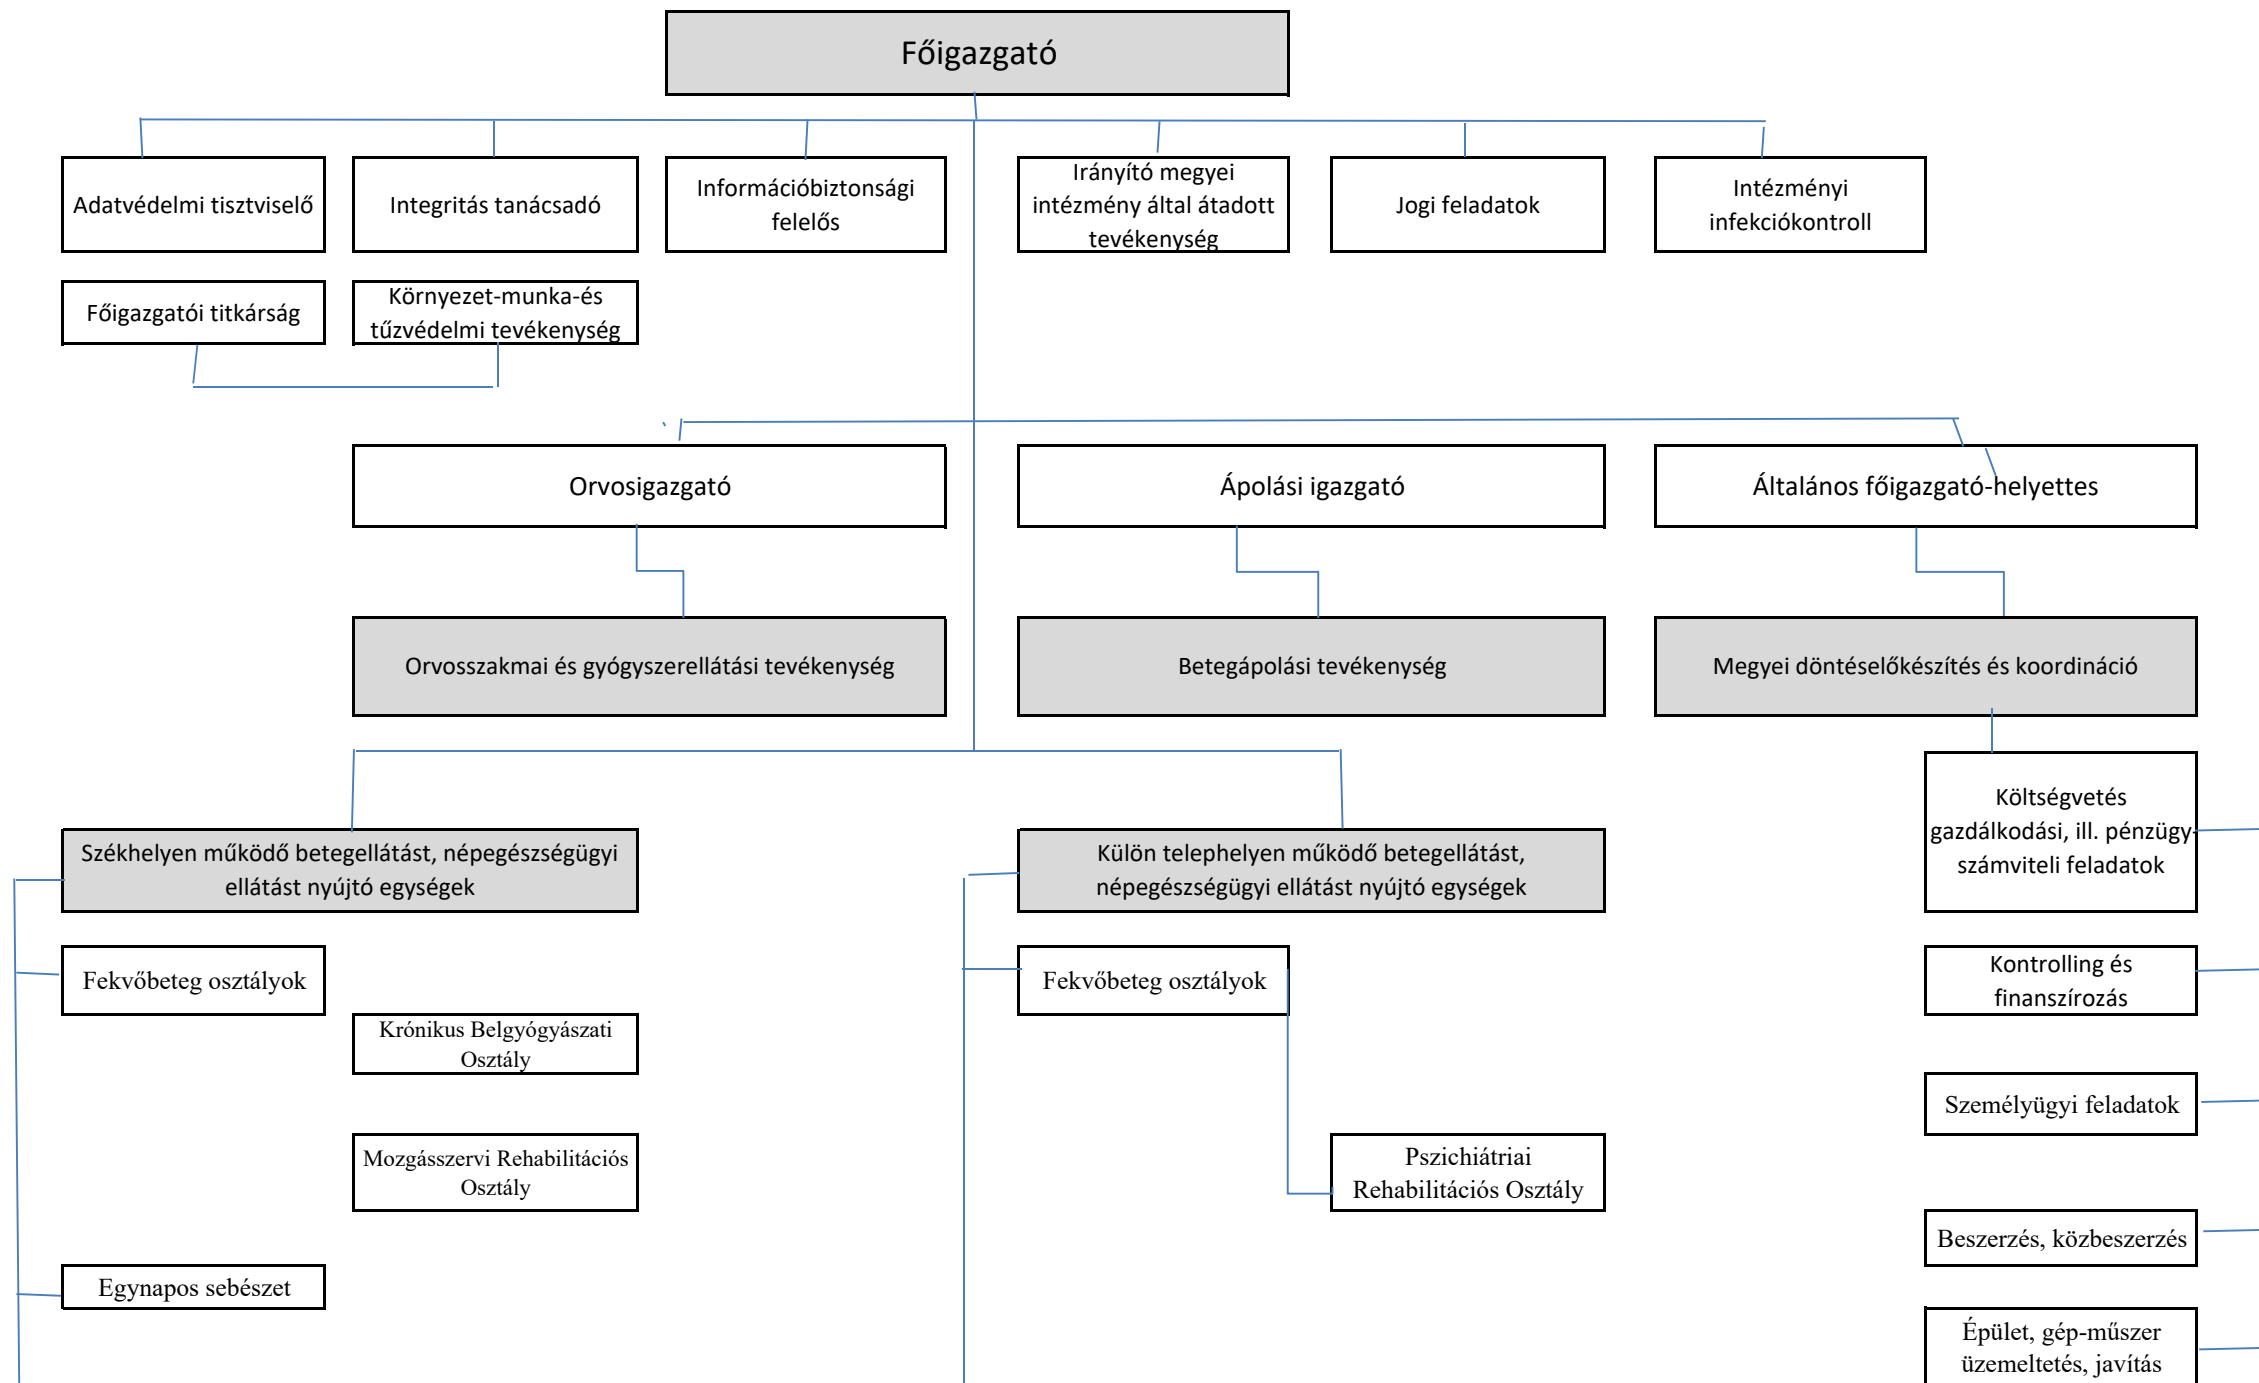 Főigazgató
Adatvédelmi tisztviselő
Integritás tanácsadó
Információbiztonsági
felelős
Irányító megyei
intézmény által átadott
tevékenység
Jogi feladatok
Intézményi
infekciókontroll
Főigazgatói titkárság
Környezet-munka-és
tűzvédelmi tevékenység
Orvosigazgató
Ápolási igazgató
Általános főigazgató-helyettes
Orvosszakmai és gyógyszerellátási tevékenység
Betegápolási tevékenység
Megyei döntéselőkészítés és koordináció
Költségvetés
gazdálkodási, ill. pénzügy-
számviteli feladatok
Székhelyen működő betegellátást, népegészségügyi
ellátást nyújtó egységek
Külön telephelyen működő betegellátást,
népegészségügyi ellátást nyújtó egységek
Fekvőbeteg osztályok
Fekvőbeteg osztályok
Kontrolling és
finanszírozás
Krónikus Belgyógyászati
Osztály
Személyügyi feladatok
Mozgásszervi Rehabilitációs
Osztály
Pszichiátriai
Rehabilitációs Osztály
Beszerzés, közbeszerzés
Egynapos sebészet
Épület, gép-műszer
üzemeltetés, javítás